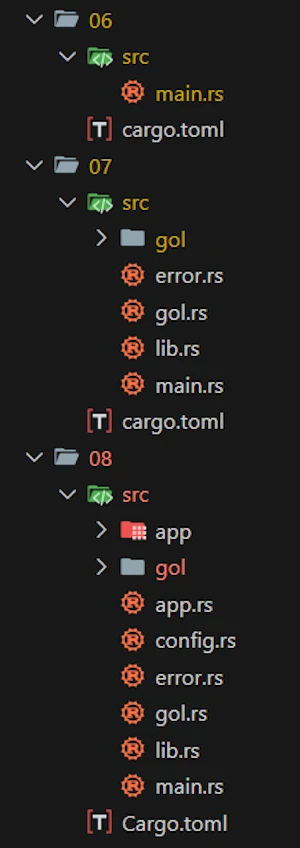 06
src
main.rs
cargo.toml
07
src
gol
error.rs
gol.rs
lib.rs
main.rs
cargo.toml
08
src
app
gol
app.rs
config.rs
error.rs
gol.rs
lib.rs
main.rs
Cargo.toml